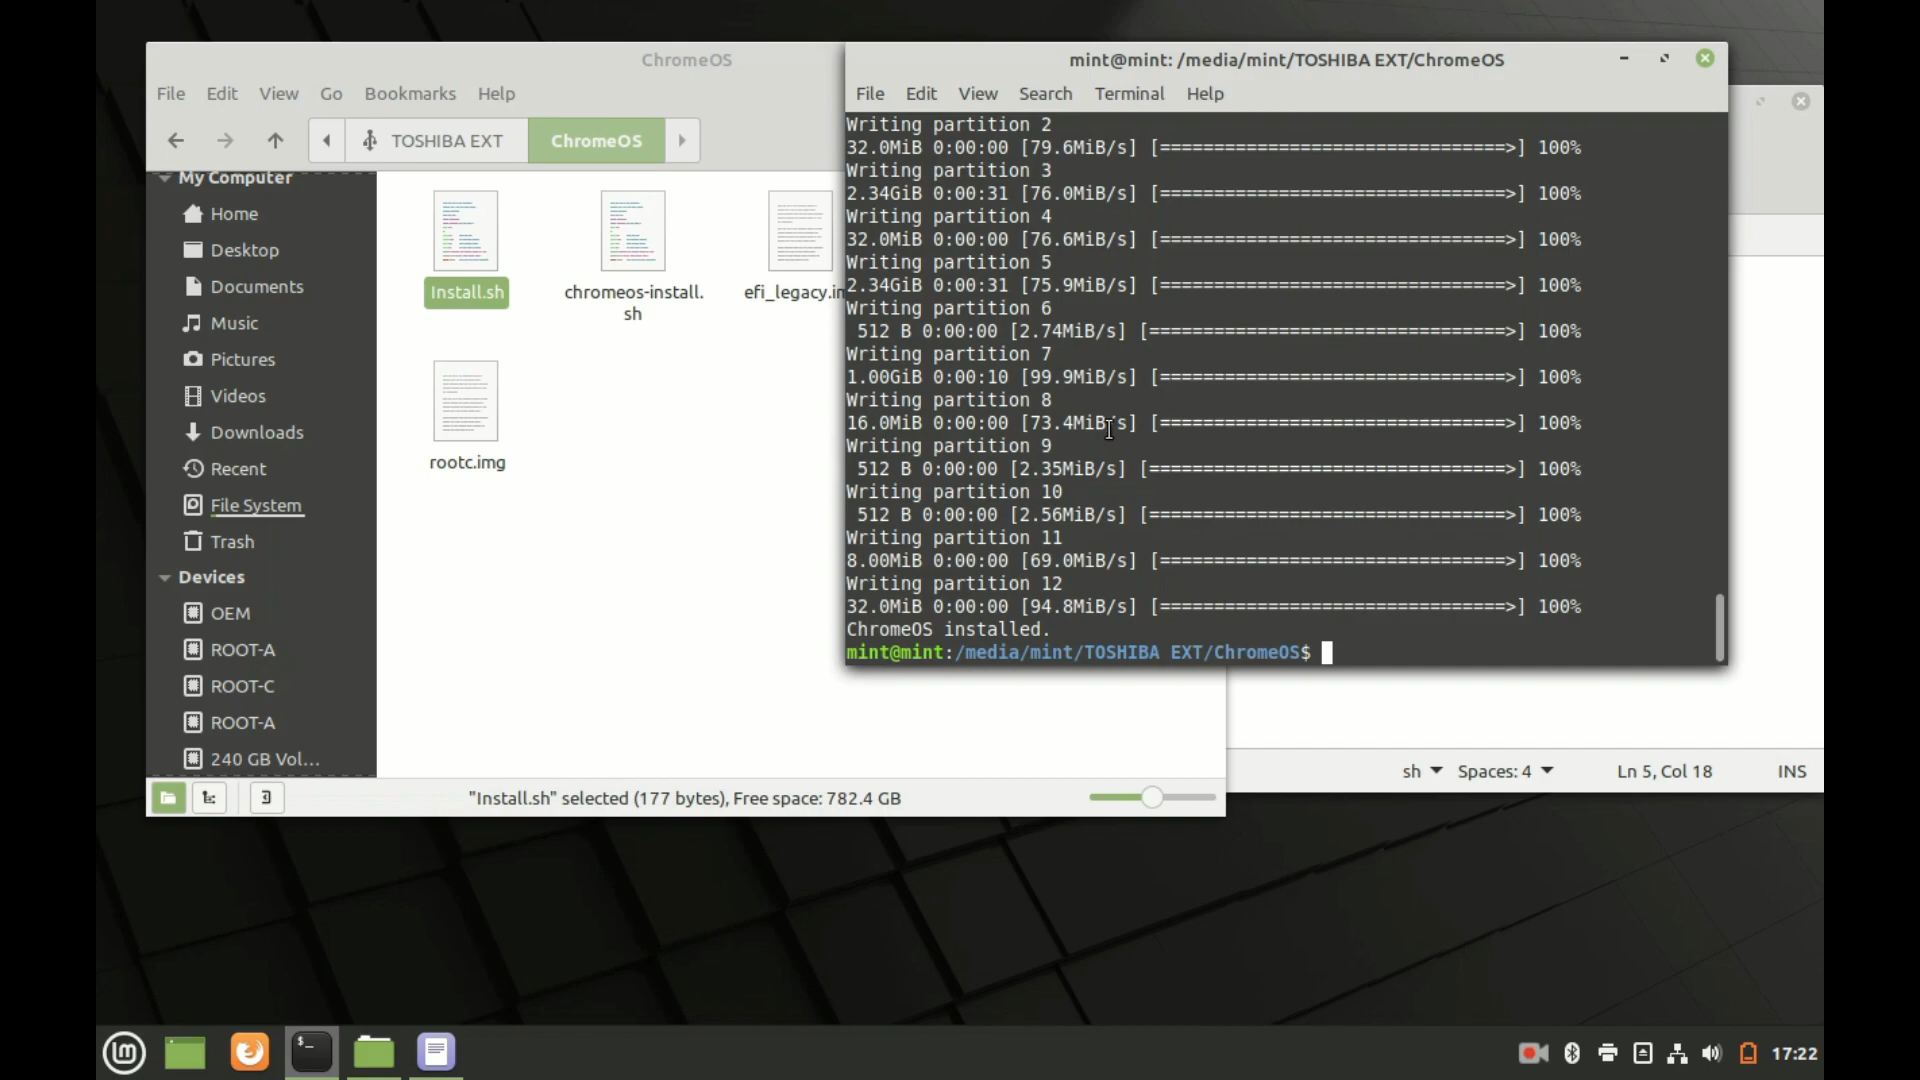 ChromeOS
File Edit View Go Bookmarks Help
TOSHIBA EXT ChromeOS
My Computer
Home
Desktop
Documents
Music
Pictures
Videos
Downloads
Recent
File System
Trash
Devices
OEM
ROOT-A
ROOT-C
ROOT-A
240 GB Vol...
Install.sh
chromeos-install.
sh
efi_legacy.im
rootc.img
"Install.sh" selected (177 bytes), Free space: 782.4 GB
mint@mint: /media/mint/TOSHIBA EXT/ChromeOS
File Edit View Search Terminal Help
Writing partition 2
32.0MiB 0:00:00 [79.6MiB/s] [================================>] 100%
Writing partition 3
2.34GiB 0:00:31 [76.0MiB/s] [================================>] 100%
Writing partition 4
32.0MiB 0:00:00 [76.6MiB/s] [================================>] 100%
Writing partition 5
2.34GiB 0:00:31 [75.9MiB/s] [================================>] 100%
Writing partition 6
 512 B 0:00:00 [2.74MiB/s] [=================================>] 100%
Writing partition 7
1.00GiB 0:00:10 [99.9MiB/s] [================================>] 100%
Writing partition 8
16.0MiB 0:00:00 [73.4MiB/s] [================================>] 100%
Writing partition 9
 512 B 0:00:00 [2.35MiB/s] [=================================>] 100%
Writing partition 10
 512 B 0:00:00 [2.56MiB/s] [=================================>] 100%
Writing partition 11
8.00MiB 0:00:00 [69.0MiB/s] [================================>] 100%
Writing partition 12
32.0MiB 0:00:00 [94.8MiB/s] [================================>] 100%
ChromeOS installed.
mint@mint:/media/mint/TOSHIBA EXT/ChromeOS$
sh Spaces: 4 Ln 5, Col 18 INS
17:22